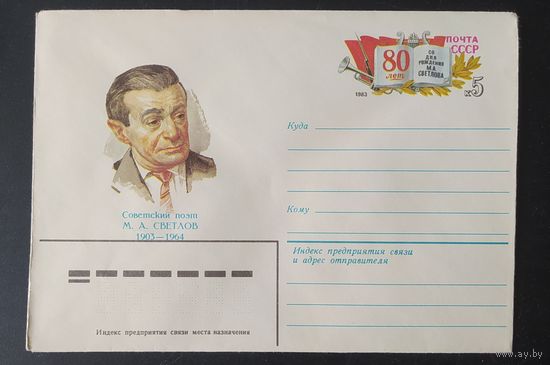 80
лет
СО
ДНЯ
РОЖДЕНИЯ
М.А.
СВЕТЛОВА
ПОЧТА
СССР
1983
к5
Советский поэт
М. А. СВЕТЛОВ
1903—1964
Куда
Кому
Индекс предприятия связи
и адрес отправителя
Индекс предприятия связи места назначения
www.ay.by